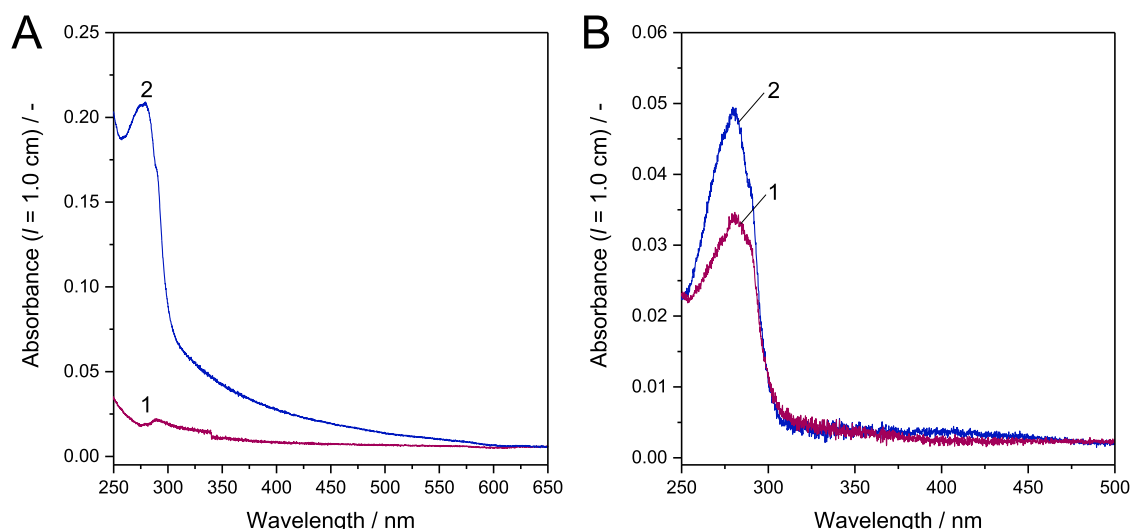 A
0.25
0.20
0.15
0.10
0.05
0.00
Absorbance (l = 1.0 cm) / -
2
1
250 300 350 400 450 500 550 600 650
Wavelength / nm
B
0.06
0.05
0.04
0.03
0.02
0.01
0.00
Absorbance (l = 1.0 cm) / -
2
1
250 300 350 400 450 500
Wavelength / nm